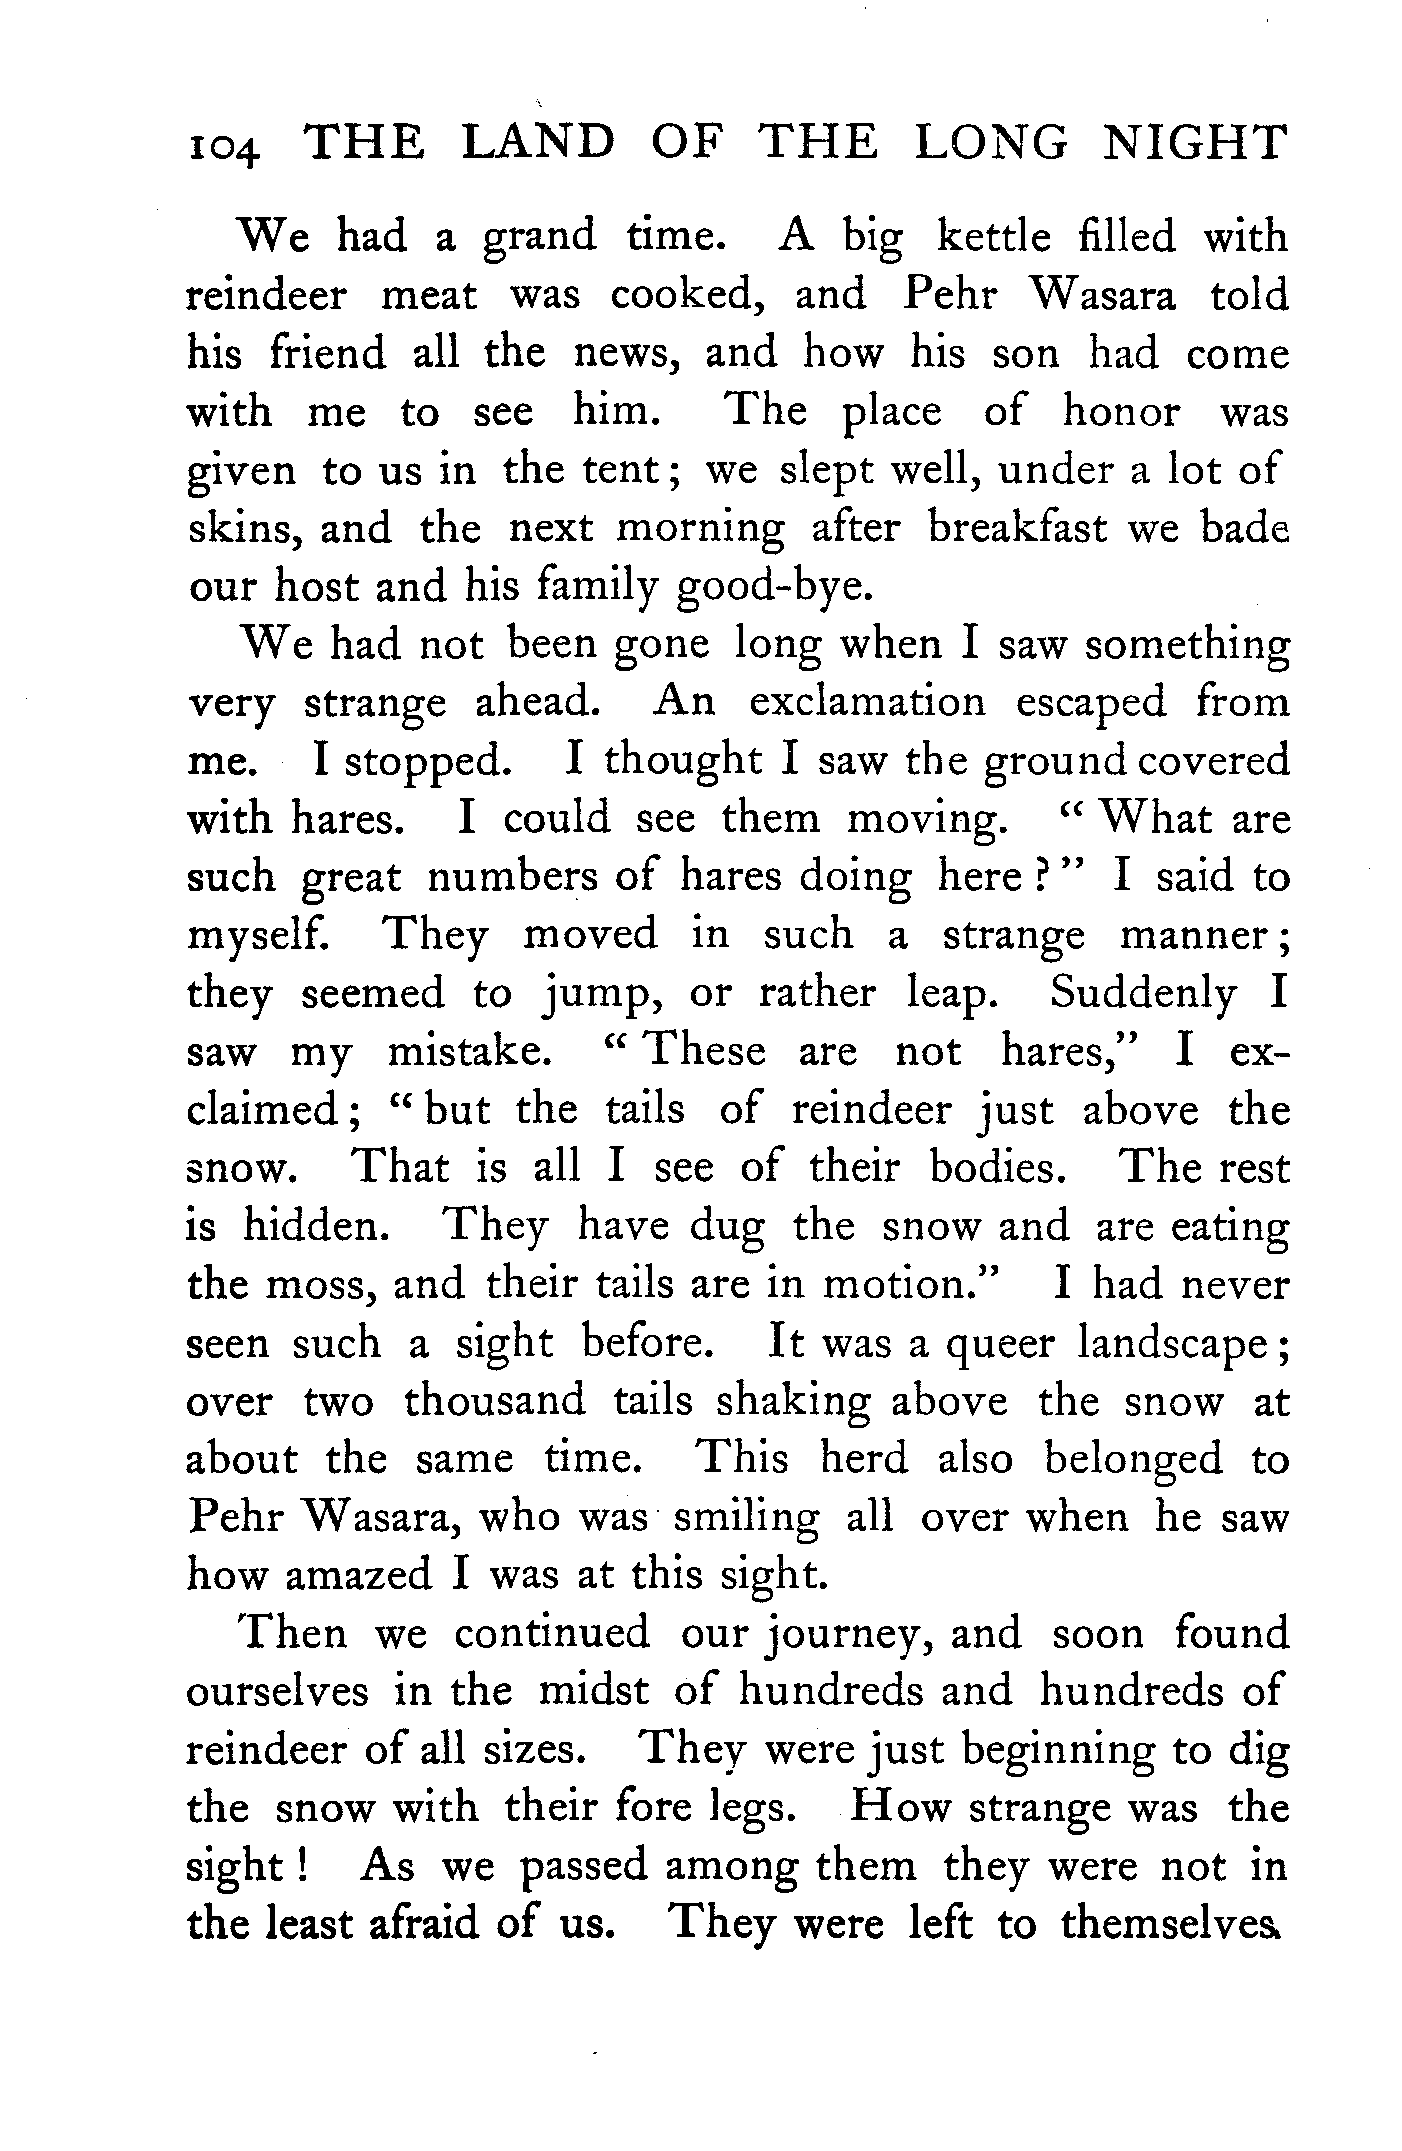 104 THE LAND OF THE LONG NIGHT
We had a grand time. A big kettle filled with
reindeer meat was cooked, and Pehr Wasara told
his friend all the news, and how his son had come
with me to see him. The place of honor was
given to us in the tent; we slept well, under a lot of
skins, and the next morning after breakfast we bade
our host and his family good-bye.
We had not been gone long when I saw something
very strange ahead. An exclamation escaped from
me. I stopped. I thought I saw the ground covered
with hares. I could see them moving. “What are
such great numbers of hares doing here?” I said to
myself. They moved in such a strange manner;
they seemed to jump, or rather leap. Suddenly I
saw my mistake. “These are not hares,” I ex-
claimed; “but the tails of reindeer just above the
snow. That is all I see of their bodies. The rest
is hidden. They have dug the snow and are eating
the moss, and their tails are in motion.” I had never
seen such a sight before. It was a queer landscape;
over two thousand tails shaking above the snow at
about the same time. This herd also belonged to
Pehr Wasara, who was smiling all over when he saw
how amazed I was at this sight.
Then we continued our journey, and soon found
ourselves in the midst of hundreds and hundreds of
reindeer of all sizes. They were just beginning to dig
the snow with their fore legs. How strange was the
sight! As we passed among them they were not in
the least afraid of us. They were left to themselves